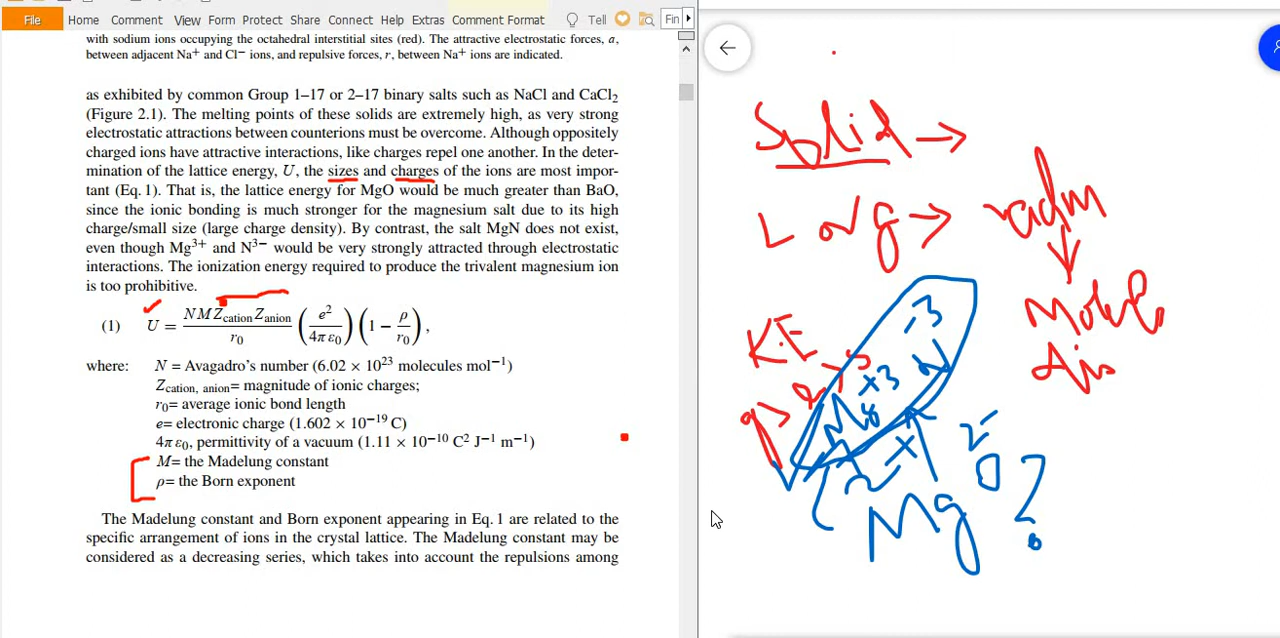 File Home Comment View Form Protect Share Connect Help Extras Comment Format Tell Fin
with sodium ions occupying the octahedral interstitial sites (red). The attractive electrostatic forces, a,
between adjacent Na⁺ and Cl⁻ ions, and repulsive forces, r, between Na⁺ ions are indicated.
as exhibited by common Group 1–17 or 2–17 binary salts such as NaCl and CaCl₂
(Figure 2.1). The melting points of these solids are extremely high, as very strong
electrostatic attractions between counterions must be overcome. Although oppositely
charged ions have attractive interactions, like charges repel one another. In the deter-
mination of the lattice energy, U, the sizes and charges of the ions are most impor-
tant (Eq. 1). That is, the lattice energy for MgO would be much greater than BaO,
since the ionic bonding is much stronger for the magnesium salt due to its high
charge/small size (large charge density). By contrast, the salt MgN does not exist,
even though Mg³⁺ and N³⁻ would be very strongly attracted through electrostatic
interactions. The ionization energy required to produce the trivalent magnesium ion
is too prohibitive.
(1) U = NMZcation Zanion / r₀ (e² / 4π ε₀) (1 − ρ / r₀),
where: N = Avagadro's number (6.02 × 10²³ molecules mol⁻¹)
Zcation, anion= magnitude of ionic charges;
r₀= average ionic bond length
e= electronic charge (1.602 × 10⁻¹⁹ C)
4π ε₀, permittivity of a vacuum (1.11 × 10⁻¹⁰ C² J⁻¹ m⁻¹)
M= the Madelung constant
ρ= the Born exponent
The Madelung constant and Born exponent appearing in Eq. 1 are related to the
specific arrangement of ions in the crystal lattice. The Madelung constant may be
considered as a decreasing series, which takes into account the repulsions among
Solid →
K.E
+3 -3
Mg O ?